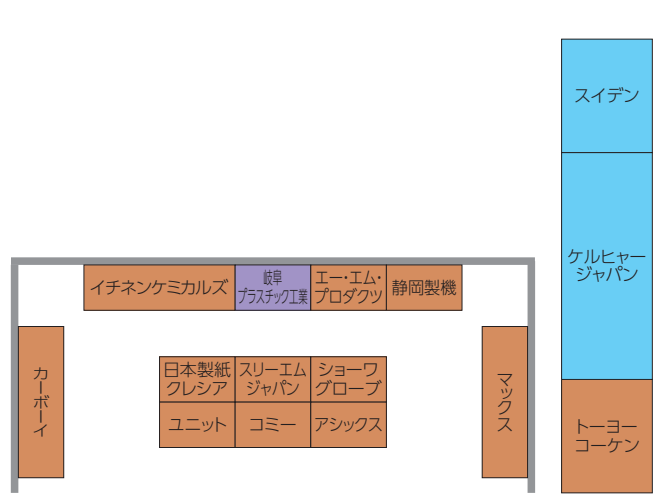 スイデン
ケルヒャー
ジャパン
イチネンケミカルズ
岐阜
プラスチック工業
エー・エム・
プロダクツ
静岡製機
カーボーイ
日本製紙
クレシア
スリーエム
ジャパン
ショーワ
グローブ
マックス
ユニット
コミー
アシックス
トーヨー
コーケン